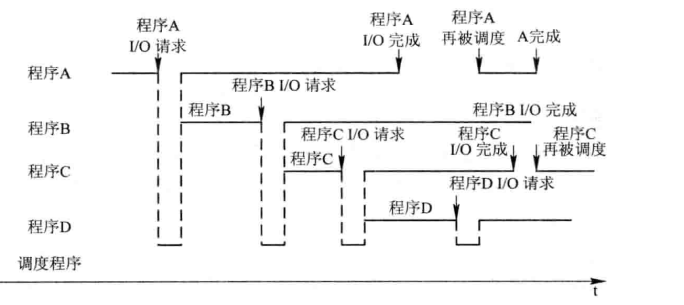 程序A
I/O 请求
程序A
I/O 完成
程序A
再被调度
A完成
程序A
程序B I/O 请求
程序B
程序B I/O 完成
程序B
程序C I/O 请求
程序C
I/O 完成
程序C
再被调度
程序C
程序C
程序D I/O 请求
程序D
程序D
调度程序
t